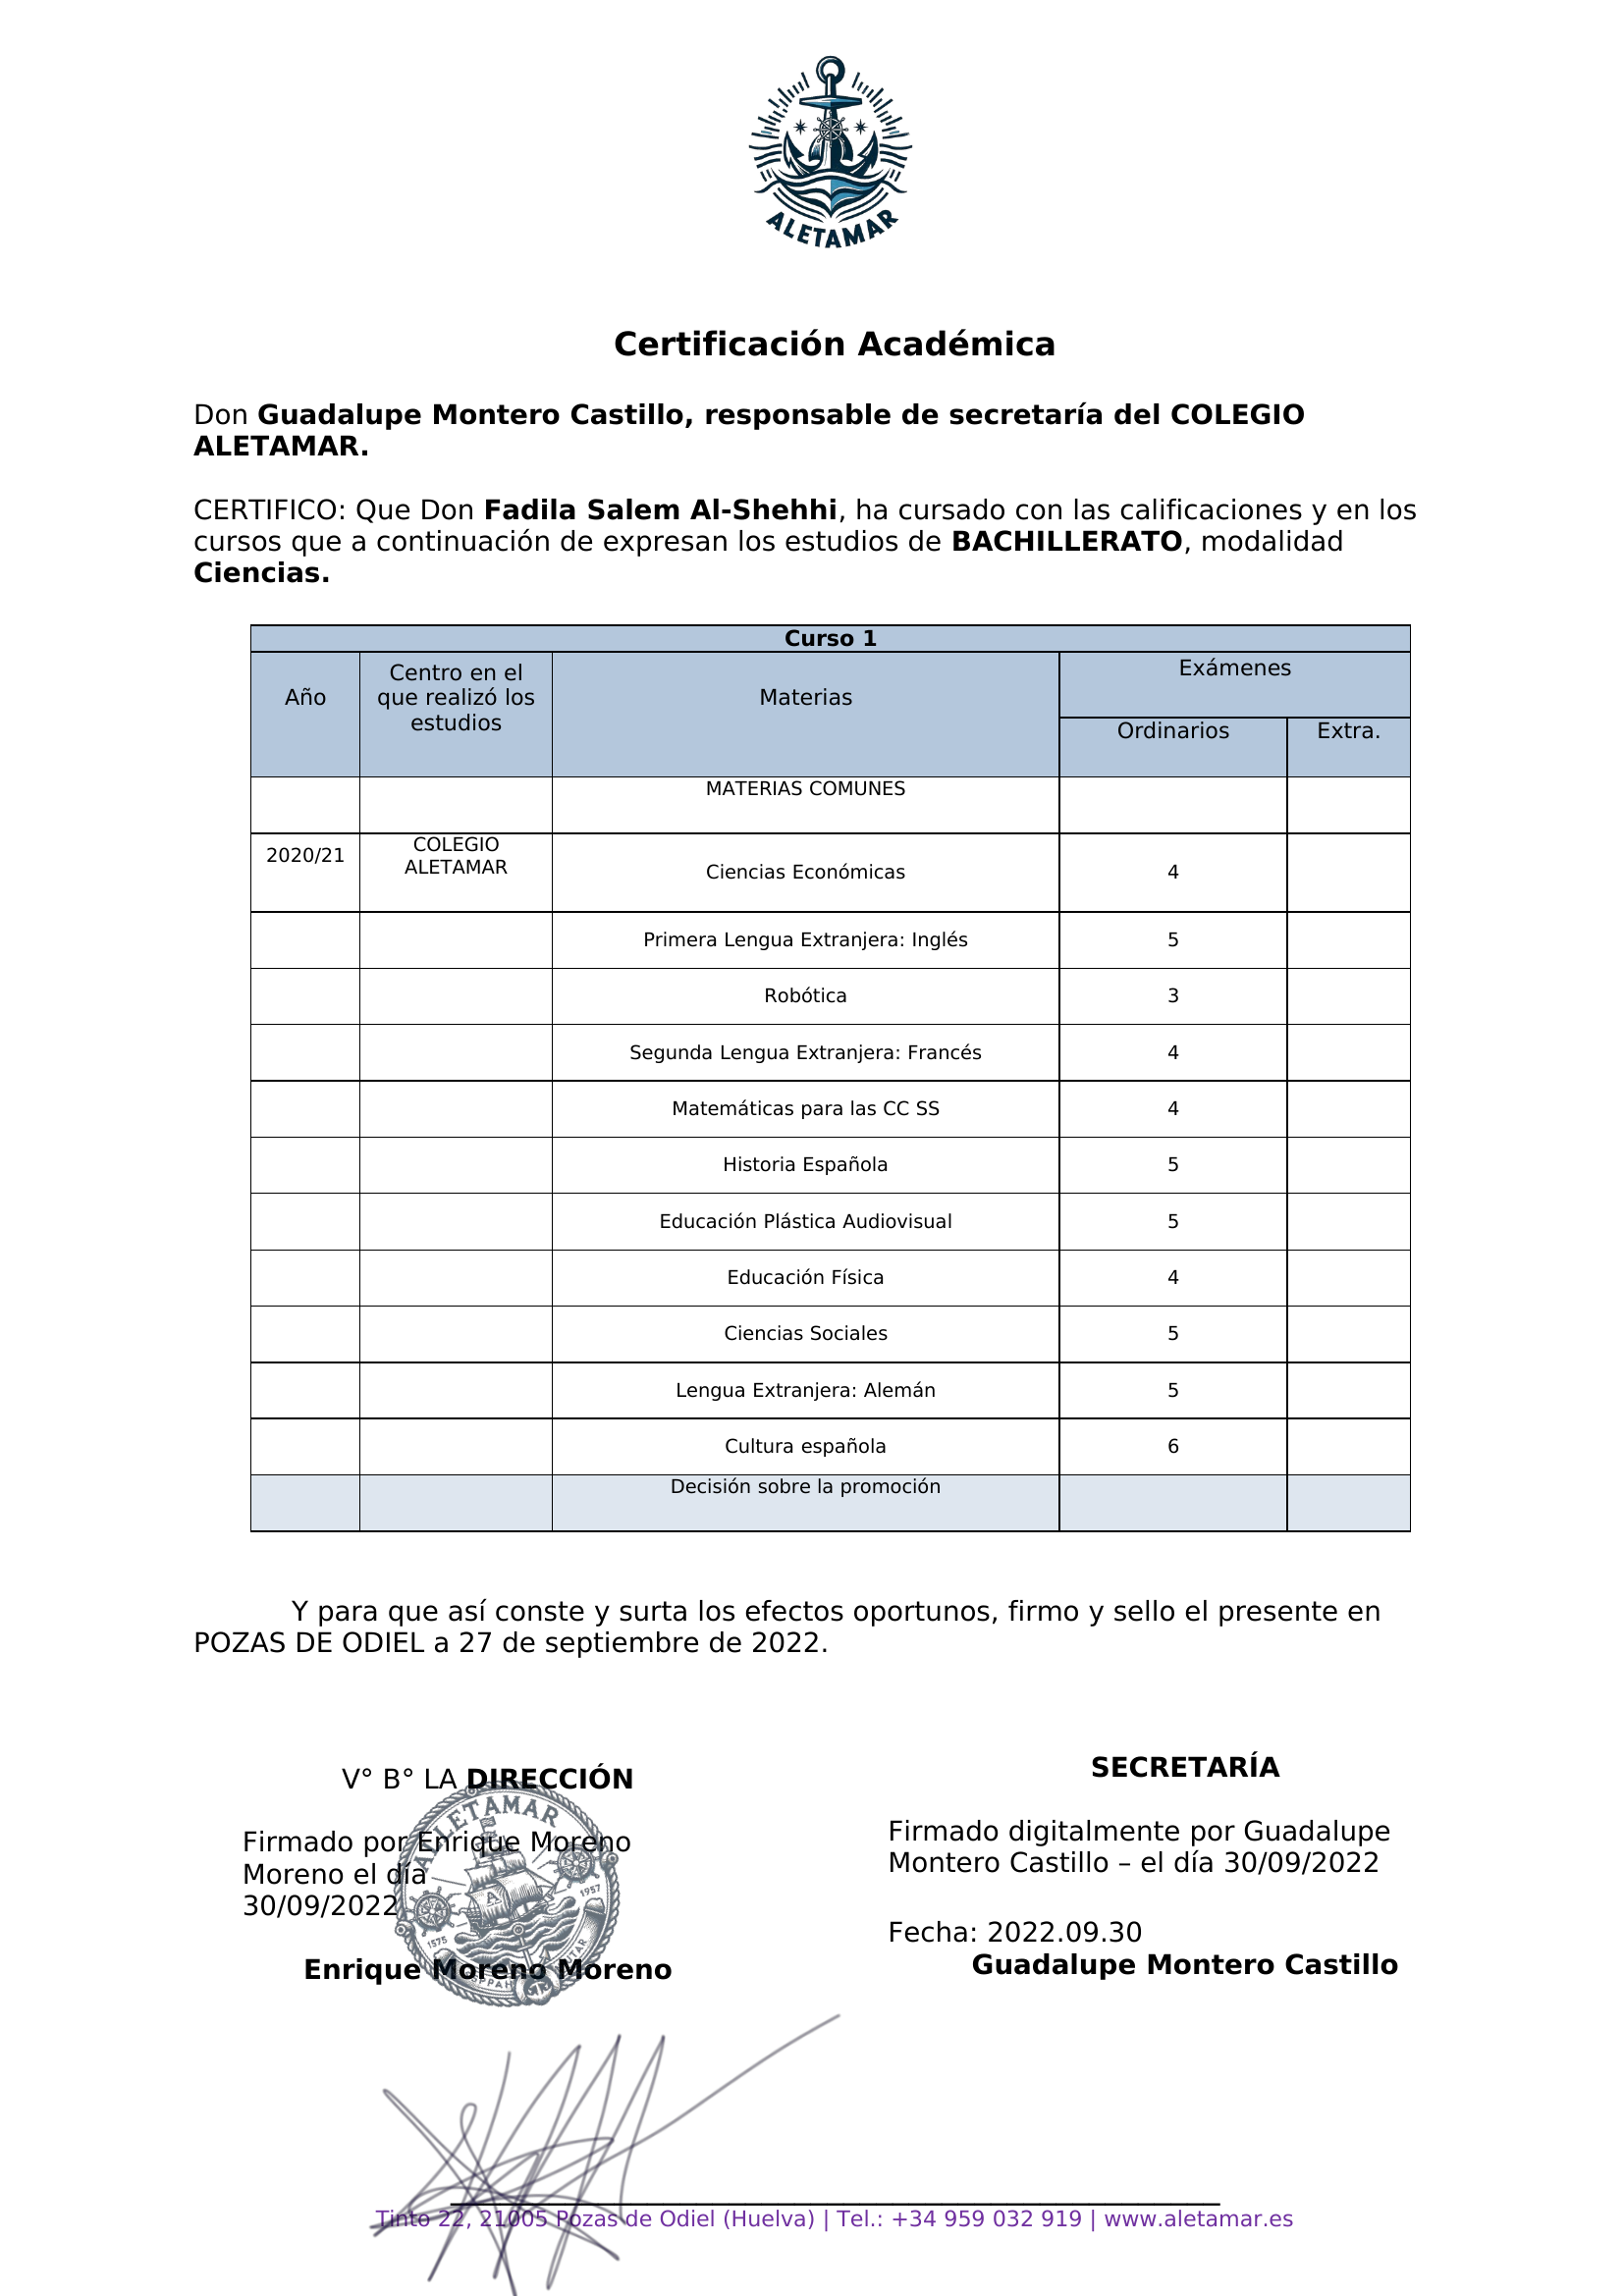 ALETAMAR
Certificación Académica
Don Guadalupe Montero Castillo, responsable de secretaría del COLEGIO
ALETAMAR.
CERTIFICO: Que Don Fadila Salem Al-Shehhi, ha cursado con las calificaciones y en los
cursos que a continuación de expresan los estudios de BACHILLERATO, modalidad
Ciencias.
Curso 1
Año
Centro en el
que realizó los
estudios
Materias
Exámenes
Ordinarios
Extra.
MATERIAS COMUNES
2020/21
COLEGIO
ALETAMAR
Ciencias Económicas 4
Primera Lengua Extranjera: Inglés 5
Robótica 3
Segunda Lengua Extranjera: Francés 4
Matemáticas para las CC SS 4
Historia Española 5
Educación Plástica Audiovisual 5
Educación Física 4
Ciencias Sociales 5
Lengua Extranjera: Alemán 5
Cultura española 6
Decisión sobre la promoción
Y para que así conste y surta los efectos oportunos, firmo y sello el presente en
POZAS DE ODIEL a 27 de septiembre de 2022.
V° B° LA DIRECCIÓN
Firmado por Enrique Moreno
Moreno el día
30/09/2022
Enrique Moreno Moreno
ALLETAMAR
A
1575
1957
SECRETARÍA
Firmado digitalmente por Guadalupe
Montero Castillo – el día 30/09/2022
Fecha: 2022.09.30
Guadalupe Montero Castillo
Tinto 22, 21005 Pozas de Odiel (Huelva) | Tel.: +34 959 032 919 | www.aletamar.es